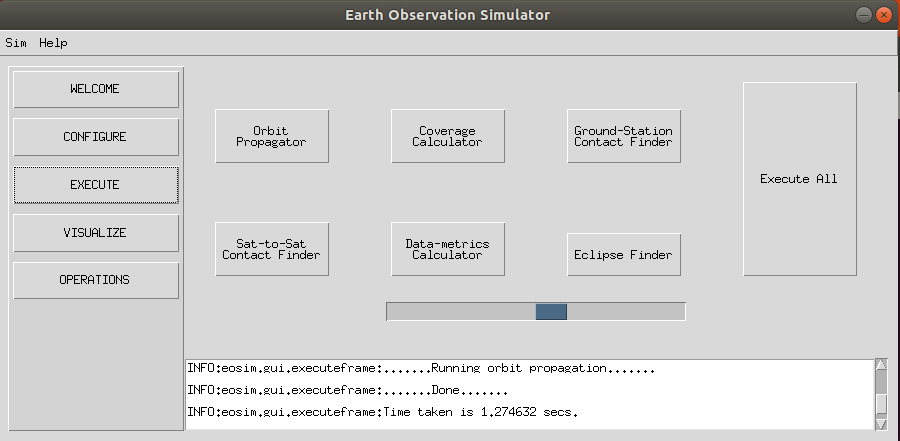 Earth Observation Simulator
Sim Help
WELCOME
CONFIGURE
EXECUTE
VISUALIZE
OPERATIONS
Orbit
Propagator
Coverage
Calculator
Ground-Station
Contact Finder
Execute All
Sat-to-Sat
Contact Finder
Data-metrics
Calculator
Eclipse Finder
INFO:eosim.gui.executeframe:.......Running orbit propagation.......
INFO:eosim.gui.executeframe:.......Done.......
INFO:eosim.gui.executeframe:Time taken is 1.274632 secs.